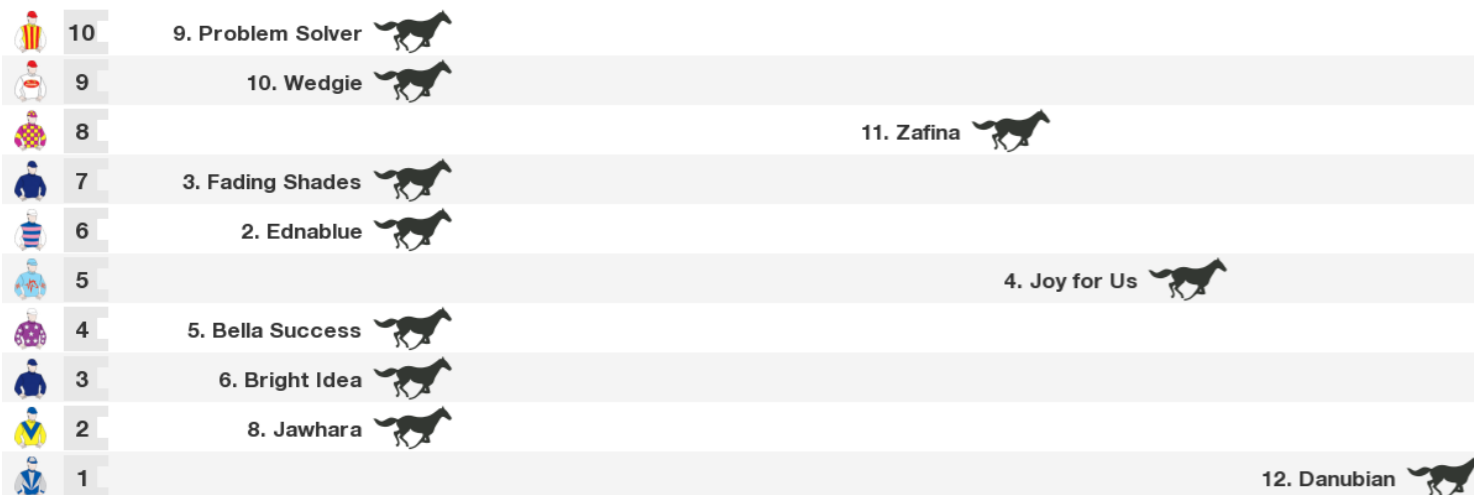 10 9. Problem Solver
9 10. Wedgie
8 11. Zafina
7 3. Fading Shades
6 2. Ednablue
5 4. Joy for Us
4 5. Bella Success
3 6. Bright Idea
2 8. Jawhara
1 12. Danubian